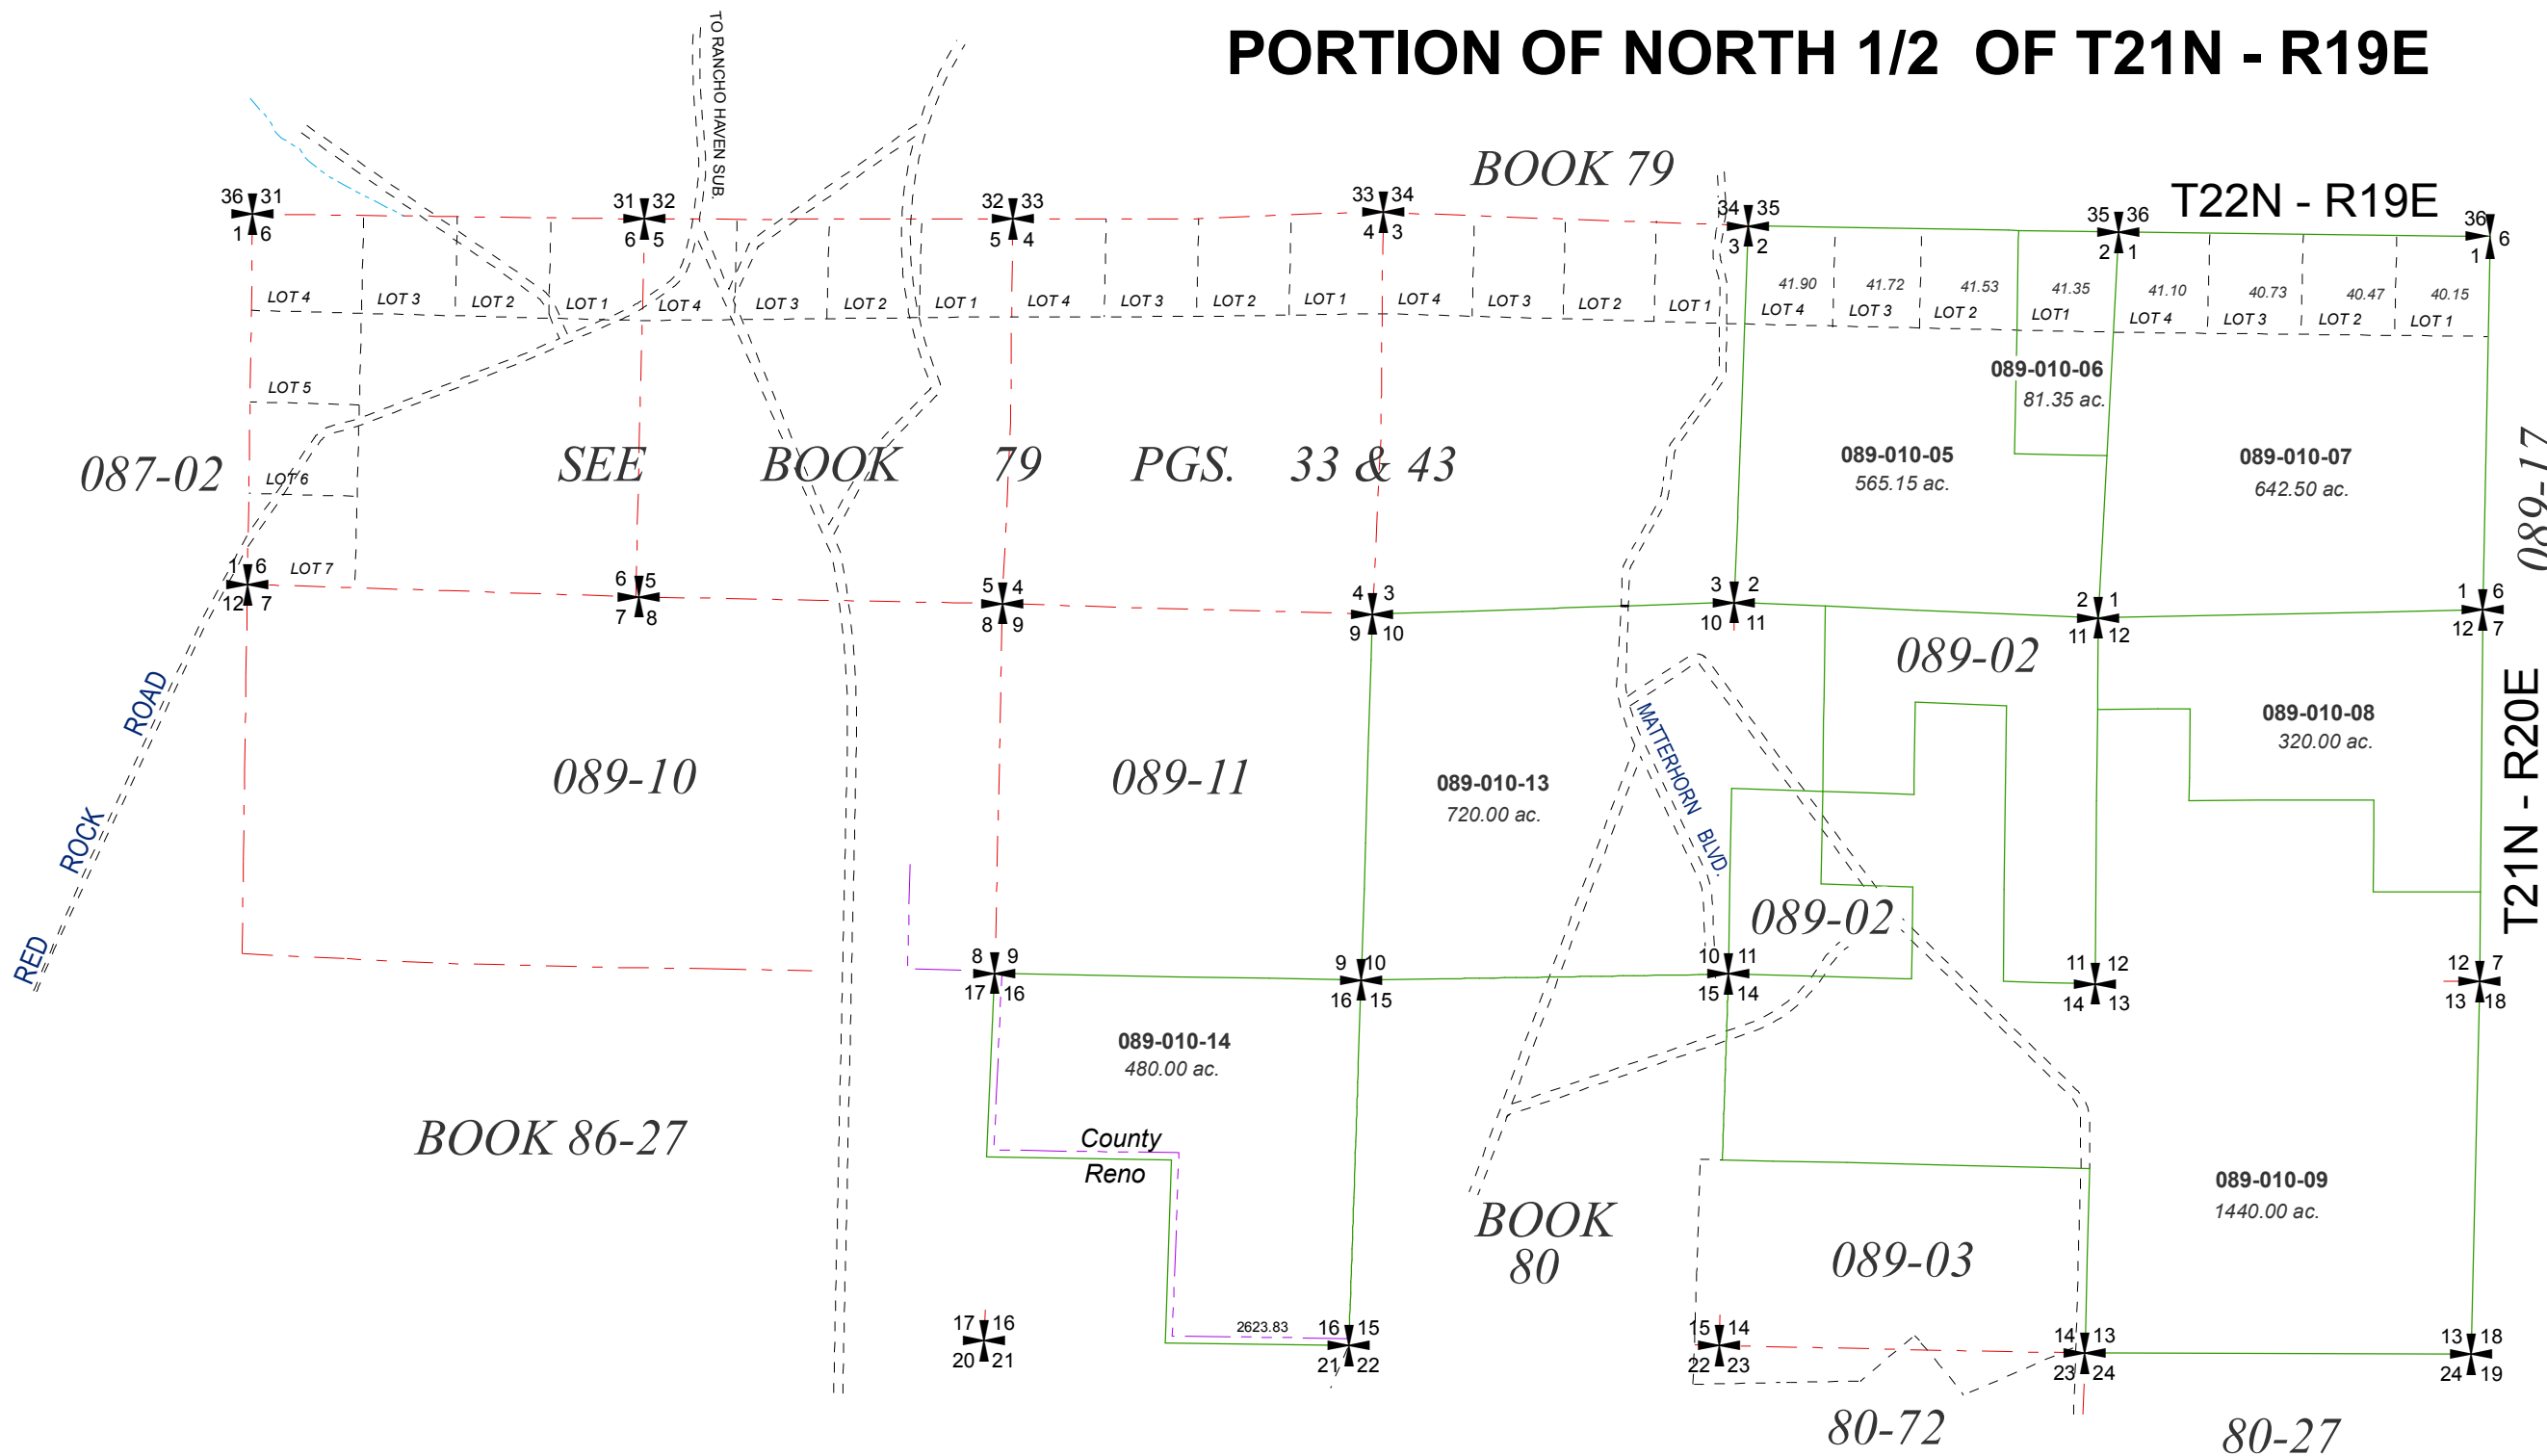 PORTION OF NORTH 1/2 OF T21N - R19E
TO RANCHO HAVEN SUB.
BOOK 79
T22N - R19E
36 31
1 6
31 32
6 5
32 33
5 4
33 34
4 3
34 35
3 2
35 36
2 1
36
6
1
41.90
41.72
41.53
41.35
41.10
40.73
40.47
40.15
LOT 4
LOT 3
LOT 2
LOT 1
LOT 4
LOT 3
LOT 2
LOT 1
LOT 4
LOT 3
LOT 2
LOT 1
LOT 4
LOT 3
LOT 2
LOT 1
LOT 4
LOT 3
LOT 2
LOT1
LOT 4
LOT 3
LOT 2
LOT 1
LOT 5
LOT 6
LOT 7
089-010-06
81.35 ac.
087-02
SEE BOOK 79 PGS. 33 & 43
089-010-05
565.15 ac.
089-010-07
642.50 ac.
089-17
1 6
12 7
6 5
7 8
5 4
8 9
4 3
9 10
3 2
10 11
2 1
11 12
1 6
12 7
089-02
T21N - R20E
RED ROCK ROAD
089-10
089-11
089-010-13
720.00 ac.
MATTERHORN BLVD.
089-010-08
320.00 ac.
089-02
8 9
17 16
9 10
16 15
10 11
15 14
11 12
14 13
12 7
13 18
089-010-14
480.00 ac.
BOOK 86-27
County
Reno
BOOK
80
089-03
089-010-09
1440.00 ac.
2623.83
17 16
20 21
16 15
21 22
15 14
22 23
14 13
23 24
13 18
24 19
80-72
80-27